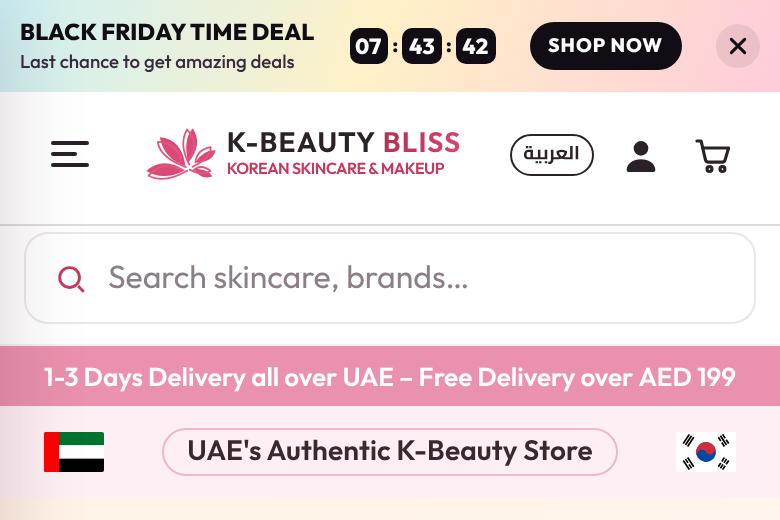 BLACK FRIDAY TIME DEAL
Last chance to get amazing deals
07 : 43 : 42
SHOP NOW
K-BEAUTY BLISS
KOREAN SKINCARE & MAKEUP
العربية
Search skincare, brands...
1-3 Days Delivery all over UAE – Free Delivery over AED 199
UAE's Authentic K-Beauty Store